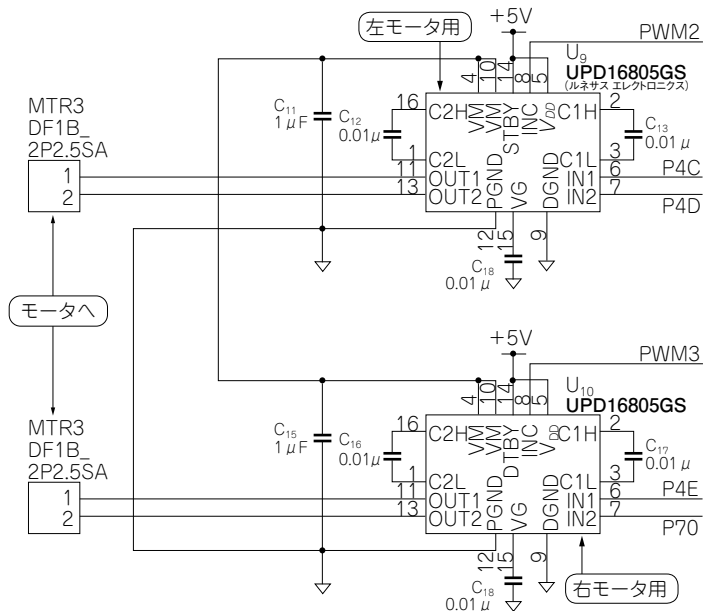 +5V
左モータ用
PWM2
U9
UPD16805GS
(ルネサス エレクトロニクス)
4
10
14
8
5
MTR3
DF1B_
2P2.5SA
C11
1μF
C12
0.01μ
16
C2H
VM
VM
STBY
INC
VDD
C1H
2
C13
0.01μ
1
C2L
C1L
3
1
11
OUT1
IN1
6
P4C
2
13
OUT2
PGND
VG
DGND
IN2
7
P4D
12
15
9
C18
0.01μ
モータへ
+5V
PWM3
U10
UPD16805GS
4
10
14
8
5
MTR3
DF1B_
2P2.5SA
C15
1μF
C16
0.01μ
16
C2H
VM
VM
DTBY
INC
VDD
C1H
2
C17
0.01μ
1
C2L
C1L
3
1
11
OUT1
IN1
6
P4E
2
13
OUT2
PGND
VG
DGND
IN2
7
P70
12
15
9
C18
0.01μ
右モータ用